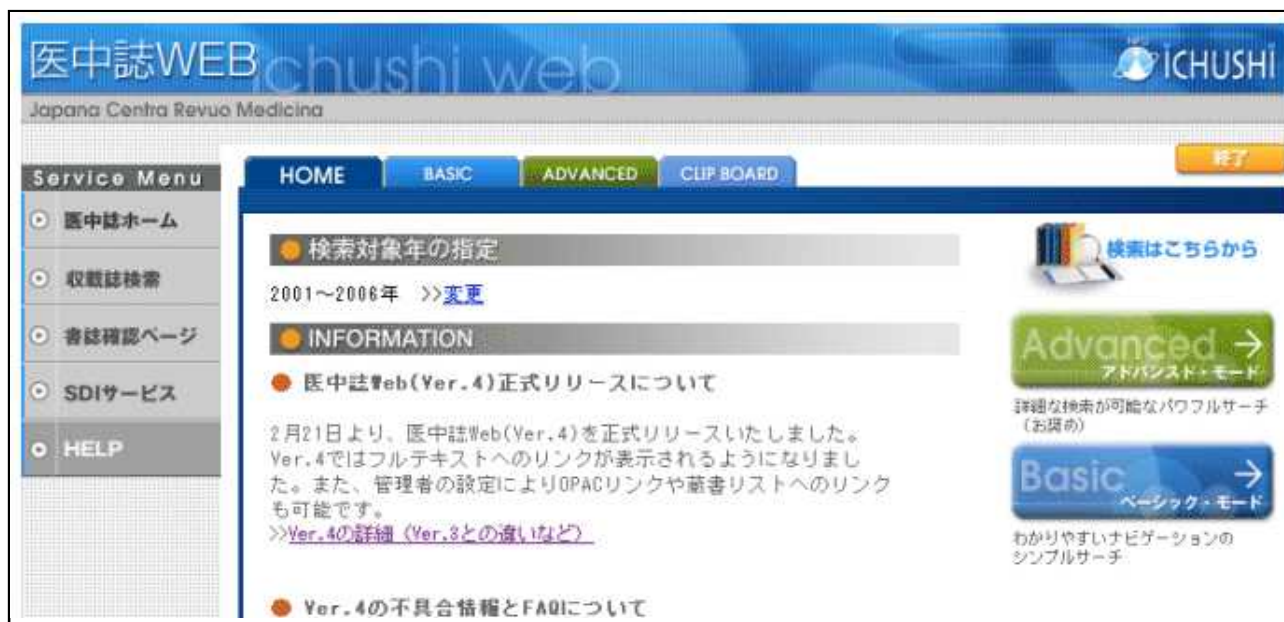 医中誌WEB
ichushi web
ICHUSHI
Japana Centra Revuo Medicina
終了
Service Menu
医中誌ホーム
収載誌検索
書誌確認ページ
SDIサービス
HELP
HOME
BASIC
ADVANCED
CLIP BOARD
検索対象年の指定
2001～2006年 >>変更
INFORMATION
医中誌Web(Ver.4)正式リリースについて
2月21日より、医中誌Web(Ver.4)を正式リリースいたしました。
Ver.4ではフルテキストへのリンクが表示されるようになりまし
た。また、管理者の設定によりOPACリンクや蔵書リストへのリンク
も可能です。
>>Ver.4の詳細（Ver.3との違いなど）
Ver.4の不具合情報とFAQについて
検索はこちらから
Advanced
アドバンスド・モード
詳細な検索が可能なパワフルサーチ
（お奨め）
Basic
ベーシック・モード
わかりやすいナビゲーションの
シンプルサーチ